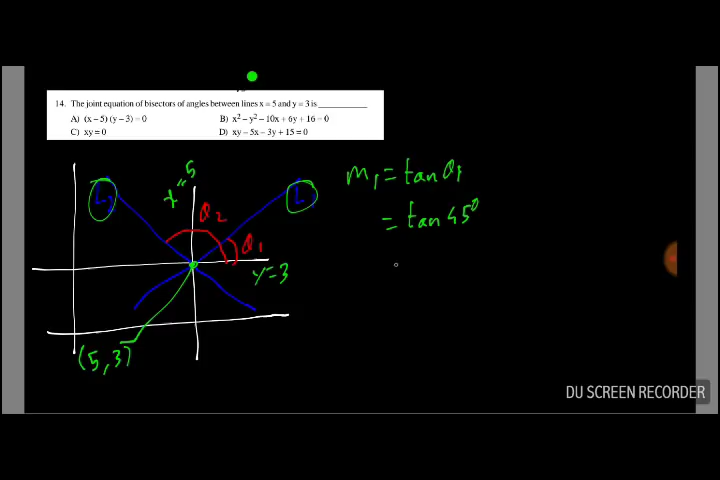 14. The joint equation of bisectors of angles between lines x = 5 and y = 3 is ____________
A) (x – 5) (y – 3) = 0
B) x² – y² – 10x + 6y + 16 = 0
C) xy = 0
D) xy – 5x – 3y + 15 = 0
x = 5
L2
L1
θ2
θ1
y = 3
(5, 3)
m1 = tan θ1
= tan 45°
DU SCREEN RECORDER